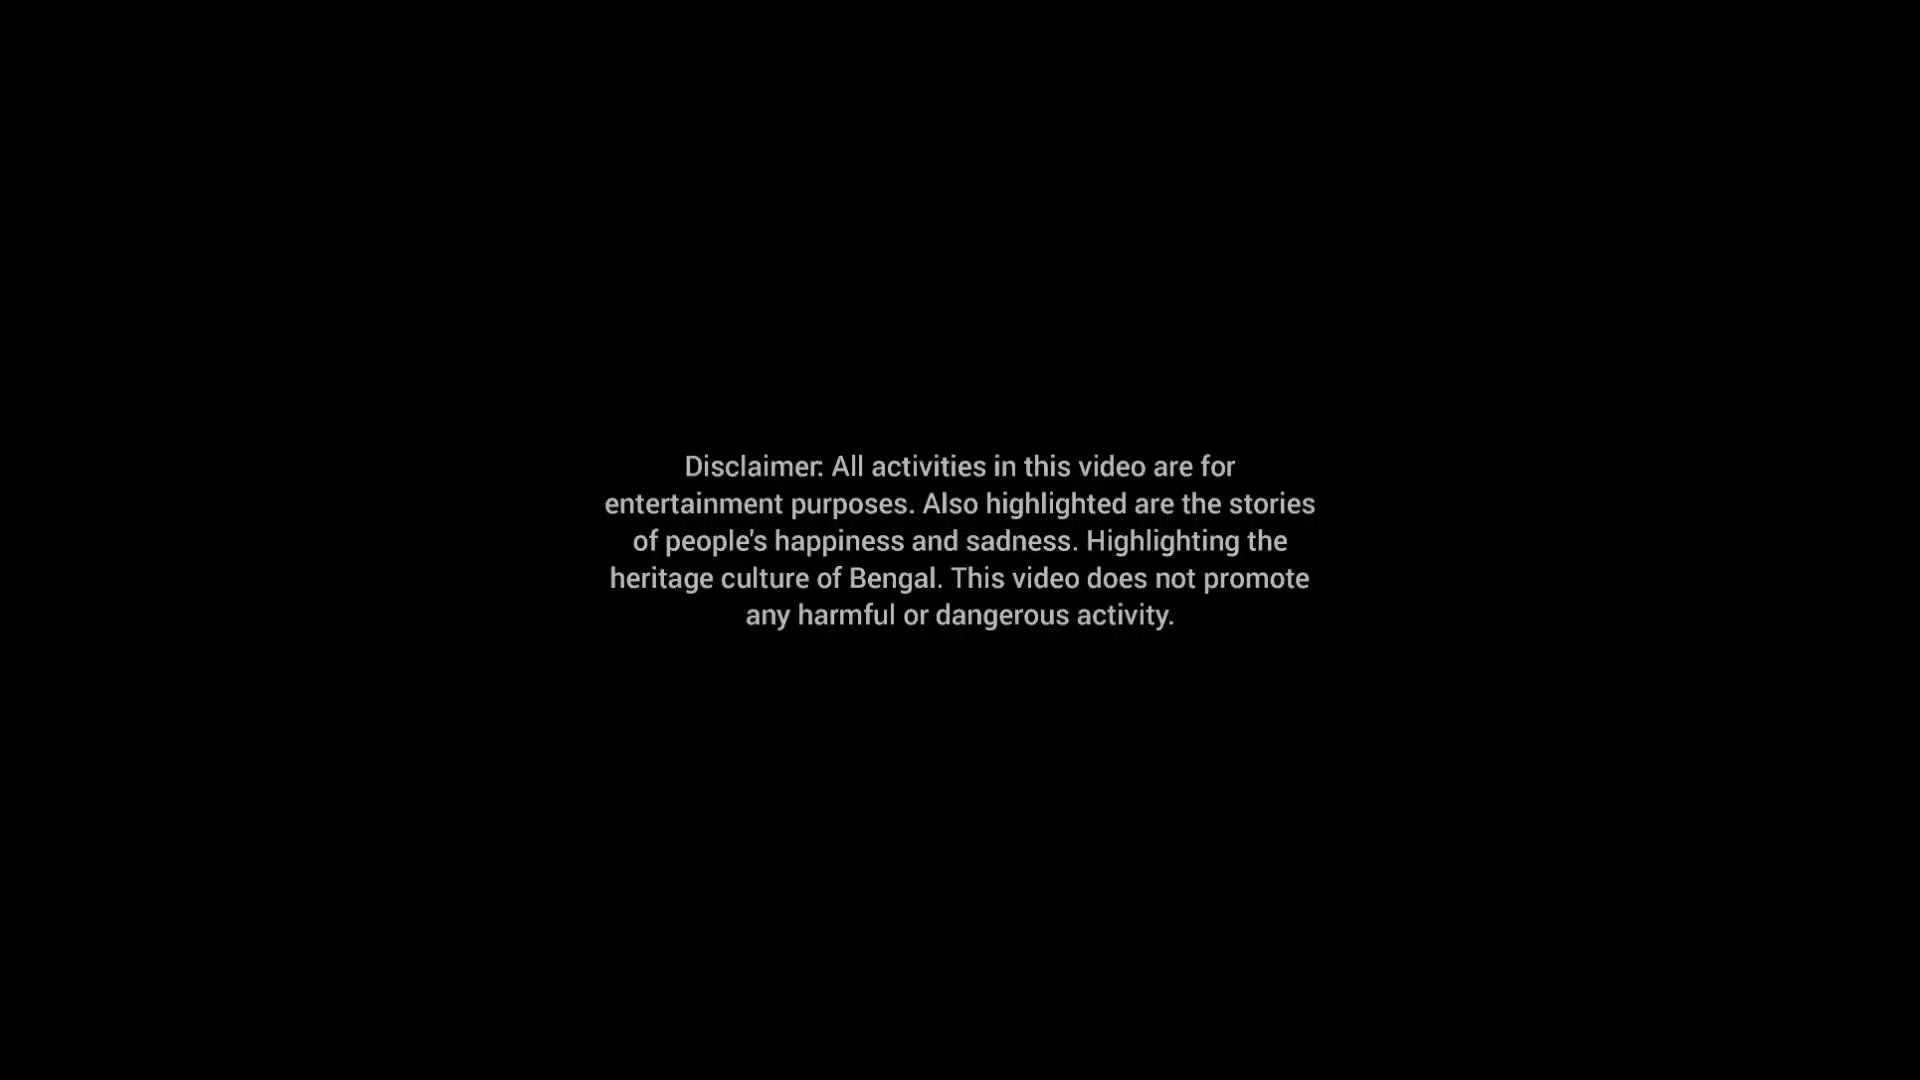 Disclaimer: All activities in this video are for
entertainment purposes. Also highlighted are the stories
of people's happiness and sadness. Highlighting the
heritage culture of Bengal. This video does not promote
any harmful or dangerous activity.